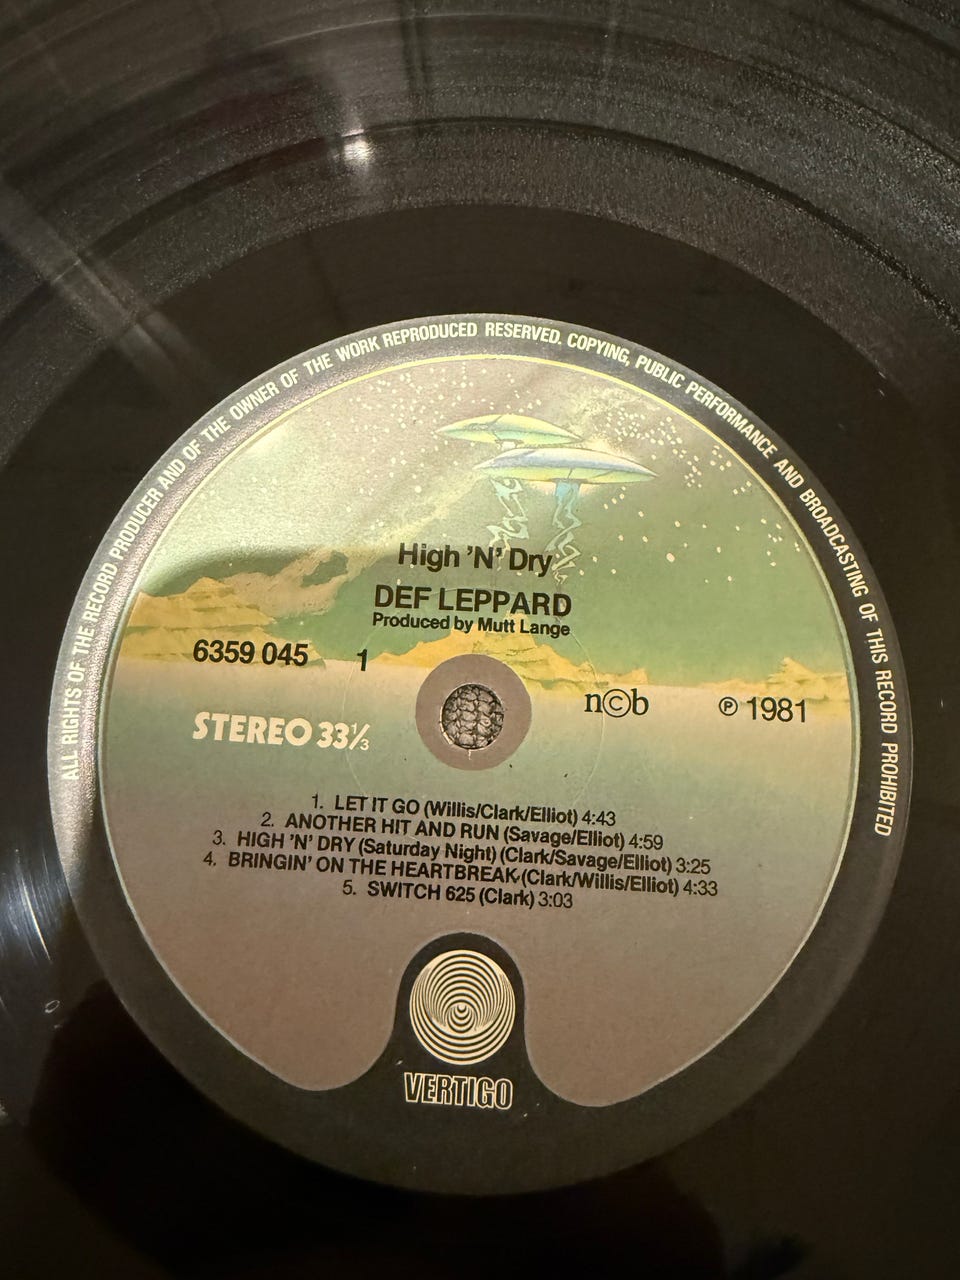 ALL RIGHTS OF THE RECORD PRODUCER AND OF THE OWNER OF THE WORK REPRODUCED RESERVED. COPYING, PUBLIC PERFORMANCE AND BROADCASTING OF THIS RECORD PROHIBITED
High 'N' Dry
DEF LEPPARD
Produced by Mutt Lange
6359 045 1
n©b ℗ 1981
STEREO 33⅓
1. LET IT GO (Willis/Clark/Elliot) 4:43
2. ANOTHER HIT AND RUN (Savage/Elliot) 4:59
3. HIGH 'N' DRY (Saturday Night) (Clark/Savage/Elliot) 3:25
4. BRINGIN' ON THE HEARTBREAK (Clark/Willis/Elliot) 4:33
5. SWITCH 625 (Clark) 3:03
VERTIGO